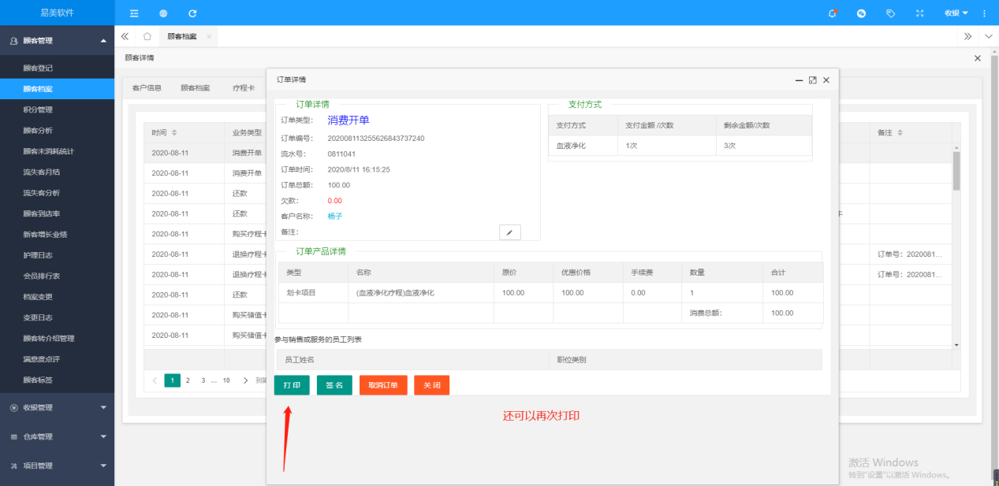 易美软件
收银
顾客管理
顾客档案
顾客详情
顾客登记
顾客档案
积分管理
顾客分析
顾客未消耗统计
流失客月结
流失客分析
顾客到店率
新客增长业绩
护理日志
会员排行表
档案变更
变更日志
顾客转介绍管理
满意度点评
顾客标签
收银管理
仓库管理
项目管理
客户信息 顾客档案 疗程卡
时间 业务类型 备注
2020-08-11 消费开单
2020-08-11 消费开单
2020-08-11 还款
2020-08-11 还款
2020-08-11 购买疗程卡
2020-08-11 退换疗程卡 订单号：2020081...
2020-08-11 退换疗程卡 订单号：2020081...
2020-08-11 还款
2020-08-11 购买储值卡
2020-08-11 购买储值卡
1 2 3 ... 10 到第
订单详情
订单详情
订单类型： 消费开单
订单编号： 202008113255626843737240
流水号： 0811041
订单时间： 2020/8/11 16:15:25
订单总额： 100.00
欠款： 0.00
客户名称： 杨子
备注：
支付方式
支付方式 支付金额 /次数 剩余金额/次数
血液净化 1次 3次
订单产品详情
类型 名称 原价 优惠价格 手续费 数量 合计
划卡项目 (血液净化疗程)血液净化 100.00 100.00 0.00 1 100.00
消费总额： 100.00
参与销售或服务的员工列表
员工姓名 职位类别
打 印 签 名 取消订单 关 闭
还可以再次打印
激活 Windows
转到"设置"以激活 Windows。